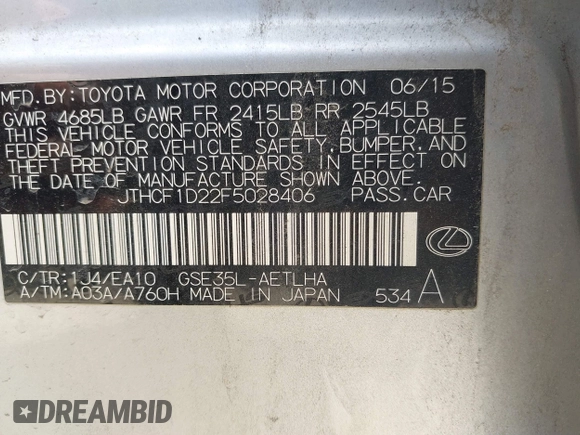 MFD. BY: TOYOTA MOTOR CORPORATION 06/15
GVWR 4685LB GAWR FR 2415LB RR 2545LB
THIS VEHICLE CONFORMS TO ALL APPLICABLE
FEDERAL MOTOR VEHICLE SAFETY, BUMPER, AND
THEFT PREVENTION STANDARDS IN EFFECT ON
THE DATE OF MANUFACTURE SHOWN ABOVE.
JTHCF1D22F5028406 PASS. CAR
C/TR: 1J4/EA10 GSE35L-AETLHA
A/TM: A03A/A760H MADE IN JAPAN 534 A
DREAMBID